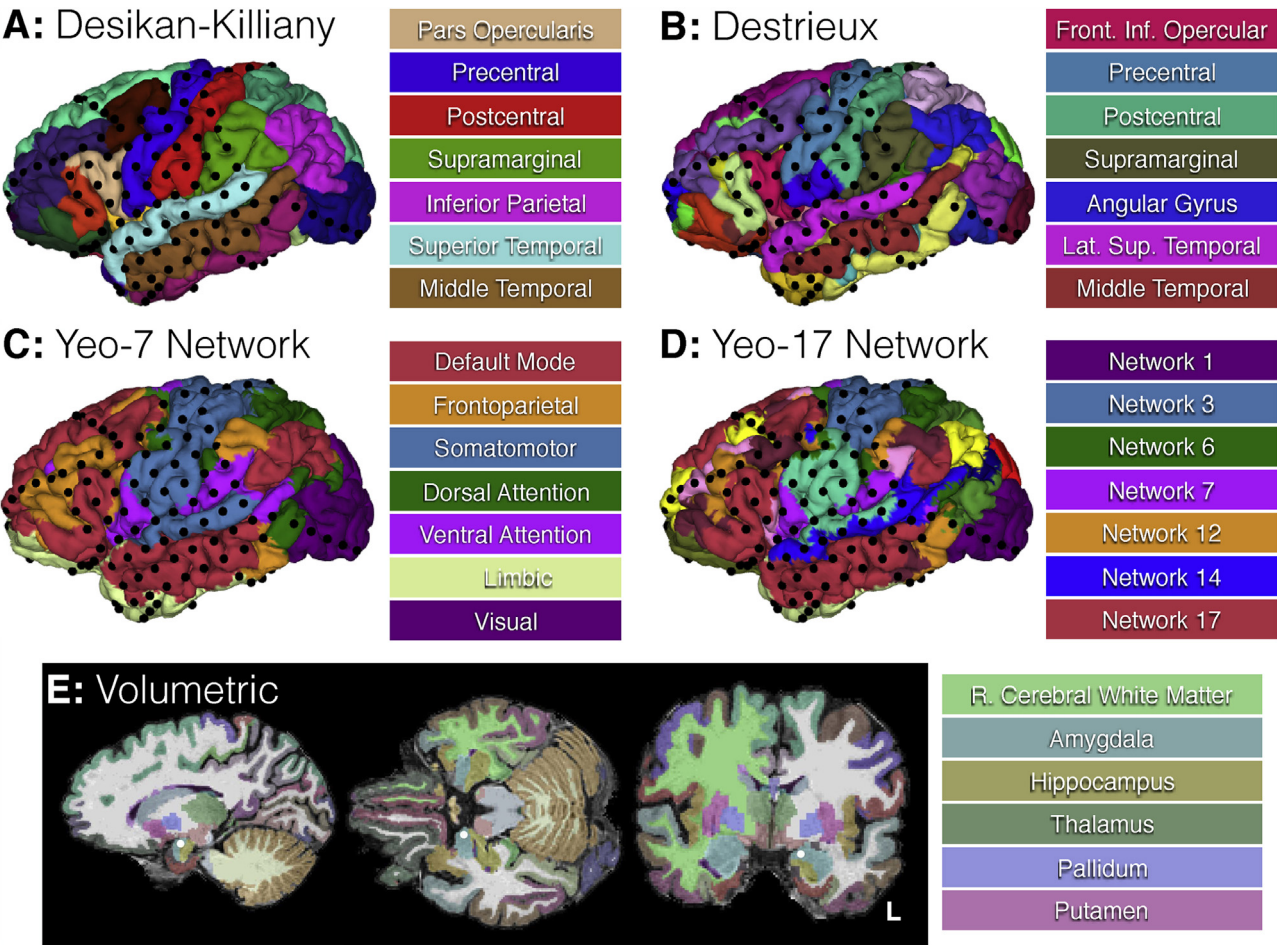 A: Desikan-Killiany
Pars Opercularis
Precentral
Postcentral
Supramarginal
Inferior Parietal
Superior Temporal
Middle Temporal
B: Destrieux
Front. Inf. Opercular
Precentral
Postcentral
Supramarginal
Angular Gyrus
Lat. Sup. Temporal
Middle Temporal
C: Yeo-7 Network
Default Mode
Frontoparietal
Somatomotor
Dorsal Attention
Ventral Attention
Limbic
Visual
D: Yeo-17 Network
Network 1
Network 3
Network 6
Network 7
Network 12
Network 14
Network 17
E: Volumetric
L
R. Cerebral White Matter
Amygdala
Hippocampus
Thalamus
Pallidum
Putamen